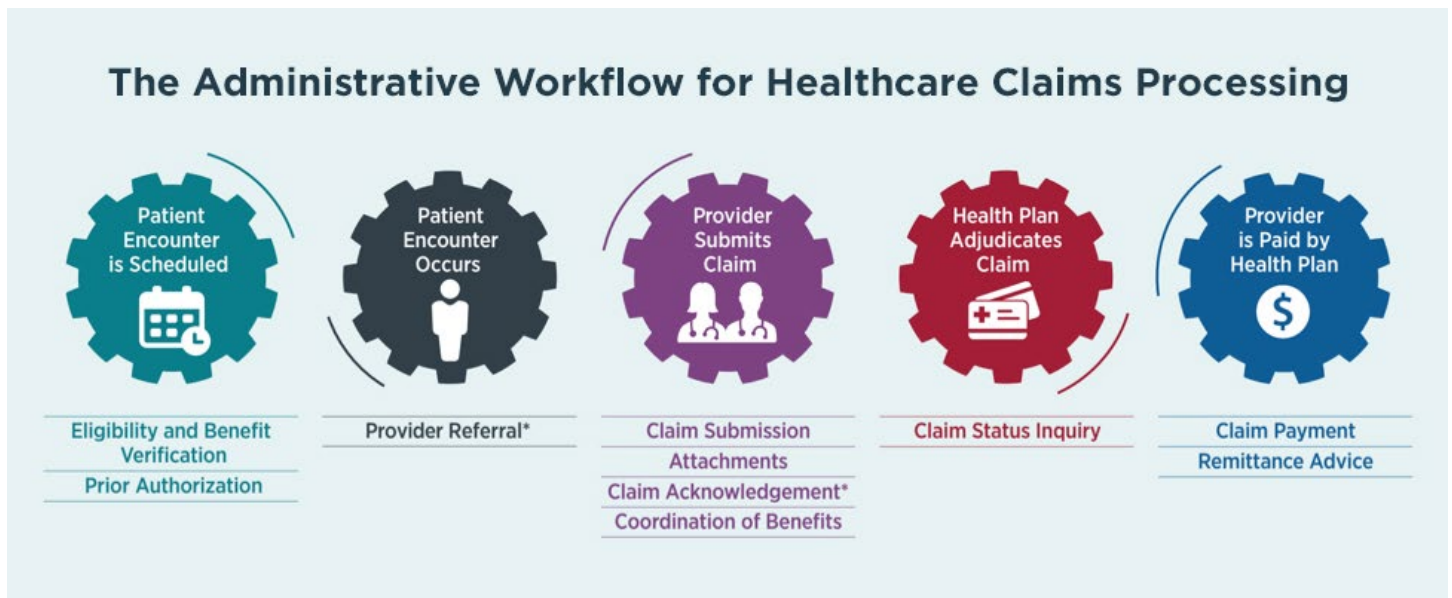 The Administrative Workflow for Healthcare Claims Processing
Patient
Encounter
is Scheduled
Eligibility and Benefit
Verification
Prior Authorization
Patient
Encounter
Occurs
Provider Referral*
Provider
Submits
Claim
Claim Submission
Attachments
Claim Acknowledgement*
Coordination of Benefits
Health Plan
Adjudicates
Claim
Claim Status Inquiry
Provider
is Paid by
Health Plan
$
Claim Payment
Remittance Advice